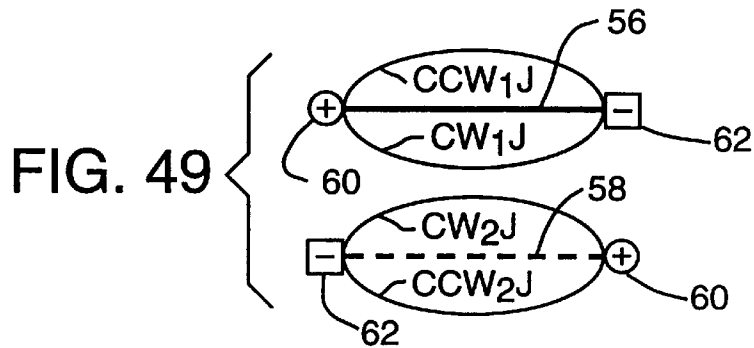 56
CCW₁J
+
−
CW₁J
62
60
FIG. 49
58
CW₂J
−
+
CCW₂J
60
62